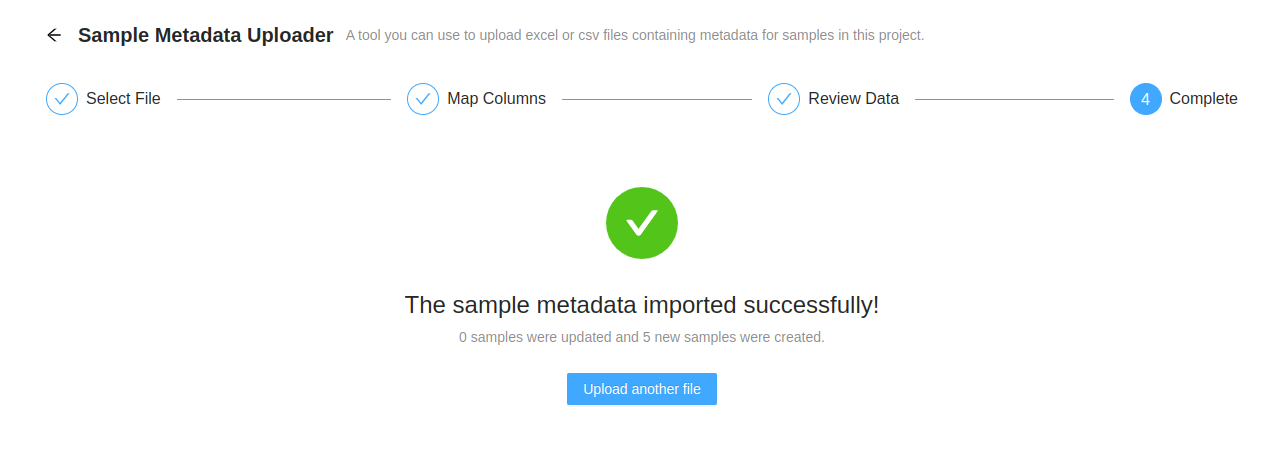 Sample Metadata Uploader A tool you can use to upload excel or csv files containing metadata for samples in this project.
Select File Map Columns Review Data 4 Complete
The sample metadata imported successfully!
0 samples were updated and 5 new samples were created.
Upload another file